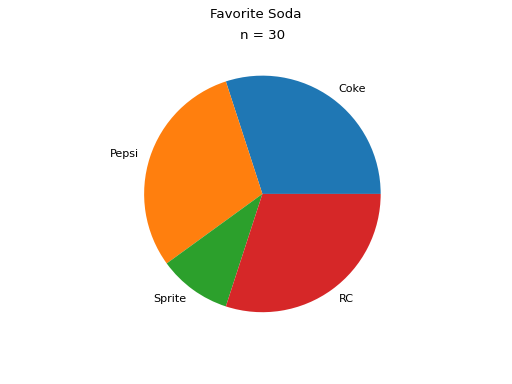 Favorite Soda
n = 30
Coke
Pepsi
Sprite
RC